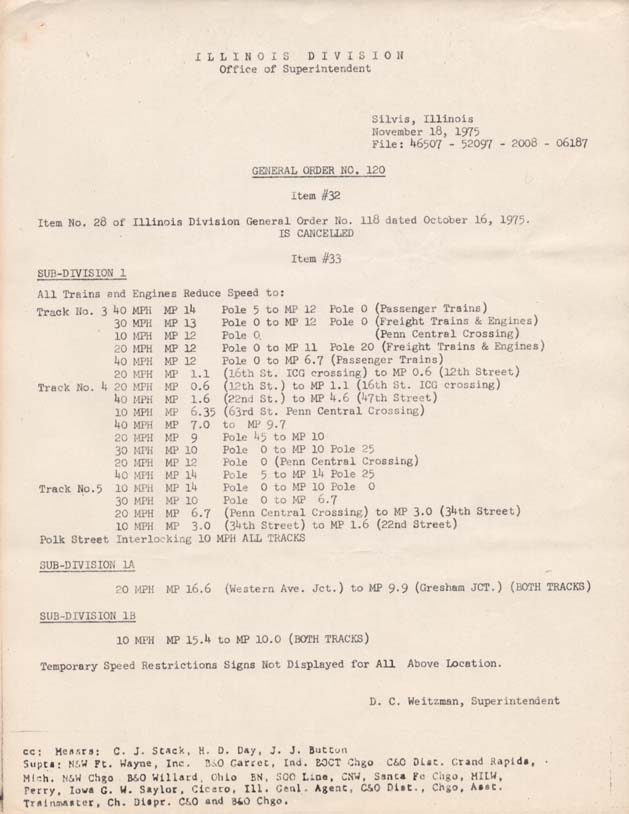 ILLINOIS DIVISION
Office of Superintendent
Silvis, Illinois
November 18, 1975
File: 46507 - 52097 - 2008 - 06187
GENERAL ORDER NO. 120
Item #32
Item No. 28 of Illinois Division General Order No. 118 dated October 16, 1975.
IS CANCELLED
Item #33
SUB-DIVISION 1
All Trains and Engines Reduce Speed to:
Track No. 3 40 MPH MP 14 Pole 5 to MP 12 Pole 0 (Passenger Trains)
30 MPH MP 13 Pole 0 to MP 12 Pole 0 (Freight Trains & Engines)
10 MPH MP 12 Pole 0 (Penn Central Crossing)
20 MPH MP 12 Pole 0 to MP 11 Pole 20 (Freight Trains & Engines)
40 MPH MP 12 Pole 0 to MP 6.7 (Passenger Trains)
20 MPH MP 1.1 (16th St. ICG crossing) to MP 0.6 (12th Street)
Track No. 4 20 MPH MP 0.6 (12th St.) to MP 1.1 (16th St. ICG crossing)
40 MPH MP 1.6 (22nd St.) to MP 4.6 (47th Street)
10 MPH MP 6.35 (63rd St. Penn Central Crossing)
40 MPH MP 7.0 to MP 9.7
20 MPH MP 9 Pole 45 to MP 10
30 MPH MP 10 Pole 0 to MP 10 Pole 25
20 MPH MP 12 Pole 0 (Penn Central Crossing)
40 MPH MP 14 Pole 5 to MP 14 Pole 25
Track No.5 10 MPH MP 14 Pole 0 to MP 10 Pole 0
30 MPH MP 10 Pole 0 to MP 6.7
20 MPH MP 6.7 (Penn Central Crossing) to MP 3.0 (34th Street)
10 MPH MP 3.0 (34th Street) to MP 1.6 (22nd Street)
Polk Street Interlocking 10 MPH ALL TRACKS
SUB-DIVISION 1A
20 MPH MP 16.6 (Western Ave. Jct.) to MP 9.9 (Gresham JCT.) (BOTH TRACKS)
SUB-DIVISION 1B
10 MPH MP 15.4 to MP 10.0 (BOTH TRACKS)
Temporary Speed Restrictions Signs Not Displayed for All Above Location.
D. C. Weitzman, Superintendent
cc: Messrs: C. J. Stack, H. D. Day, J. J. Button
Supts: N&W Ft. Wayne, Inc. B&O Garret, Ind. BOCT Chgo C&O Dist. Grand Rapids,
Mich. N&W Chgo B&O Willard, Ohio BN, SOO Line, CNW, Santa Fe Chgo, MILW,
Perry, Iowa G. W. Saylor, Cicero, Ill. Genl. Agent, C&O Dist., Chgo, Asst.
Trainmaster, Ch. Dispr. C&O and B&O Chgo.